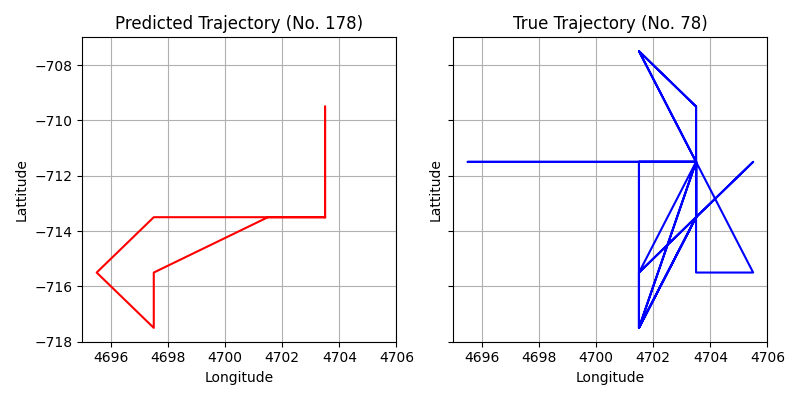 Predicted Trajectory (No. 178)
True Trajectory (No. 78)
−708
−710
−712
−714
−716
−718
Lattitude
Lattitude
4696 4698 4700 4702 4704 4706
4696 4698 4700 4702 4704 4706
Longitude
Longitude